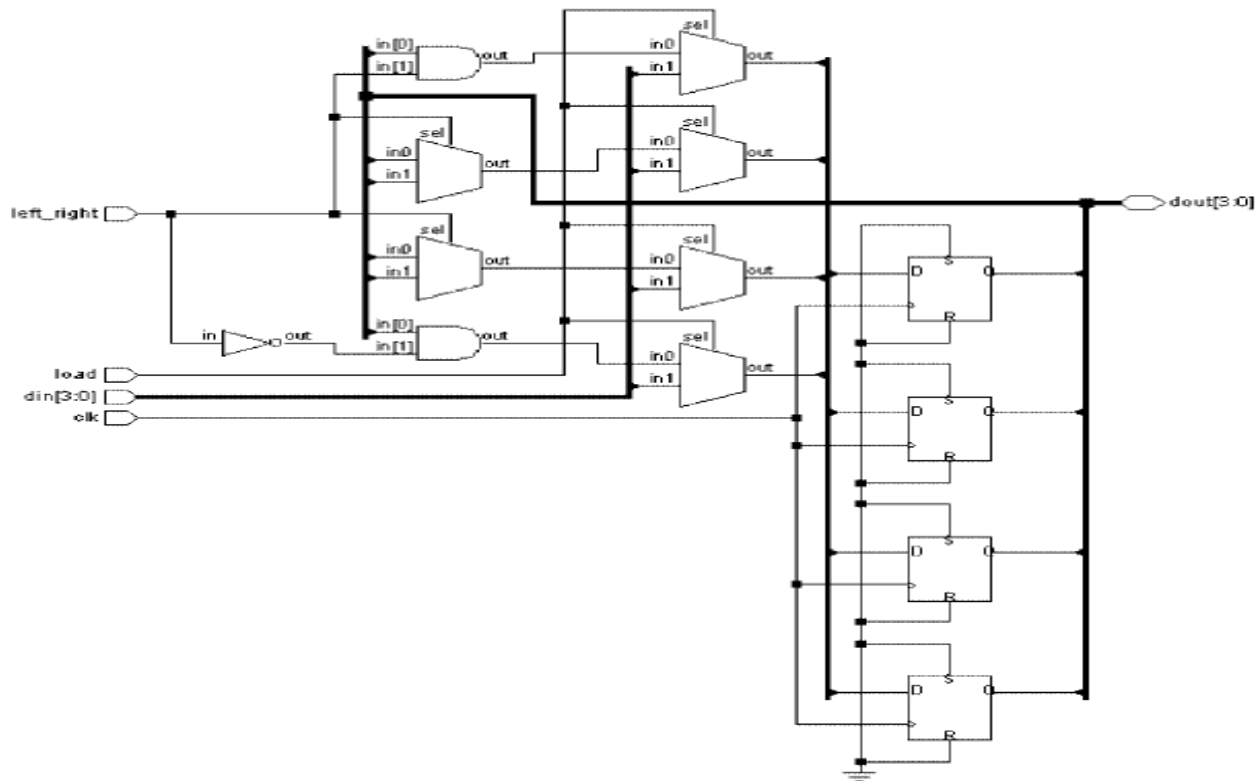 sel
in[0]
out
in0
in[1]
in1
out
sel
sel
in0
in0
out
in1
out
in1
left_right
dout[3:0]
sel
sel
in0
in0
out
in1
out
in1
S
D
Q
R
in[0]
sel
in
out
out
in[1]
in0
load
out
in1
din[3:0]
clk
S
D
Q
R
S
D
Q
R
S
D
Q
R